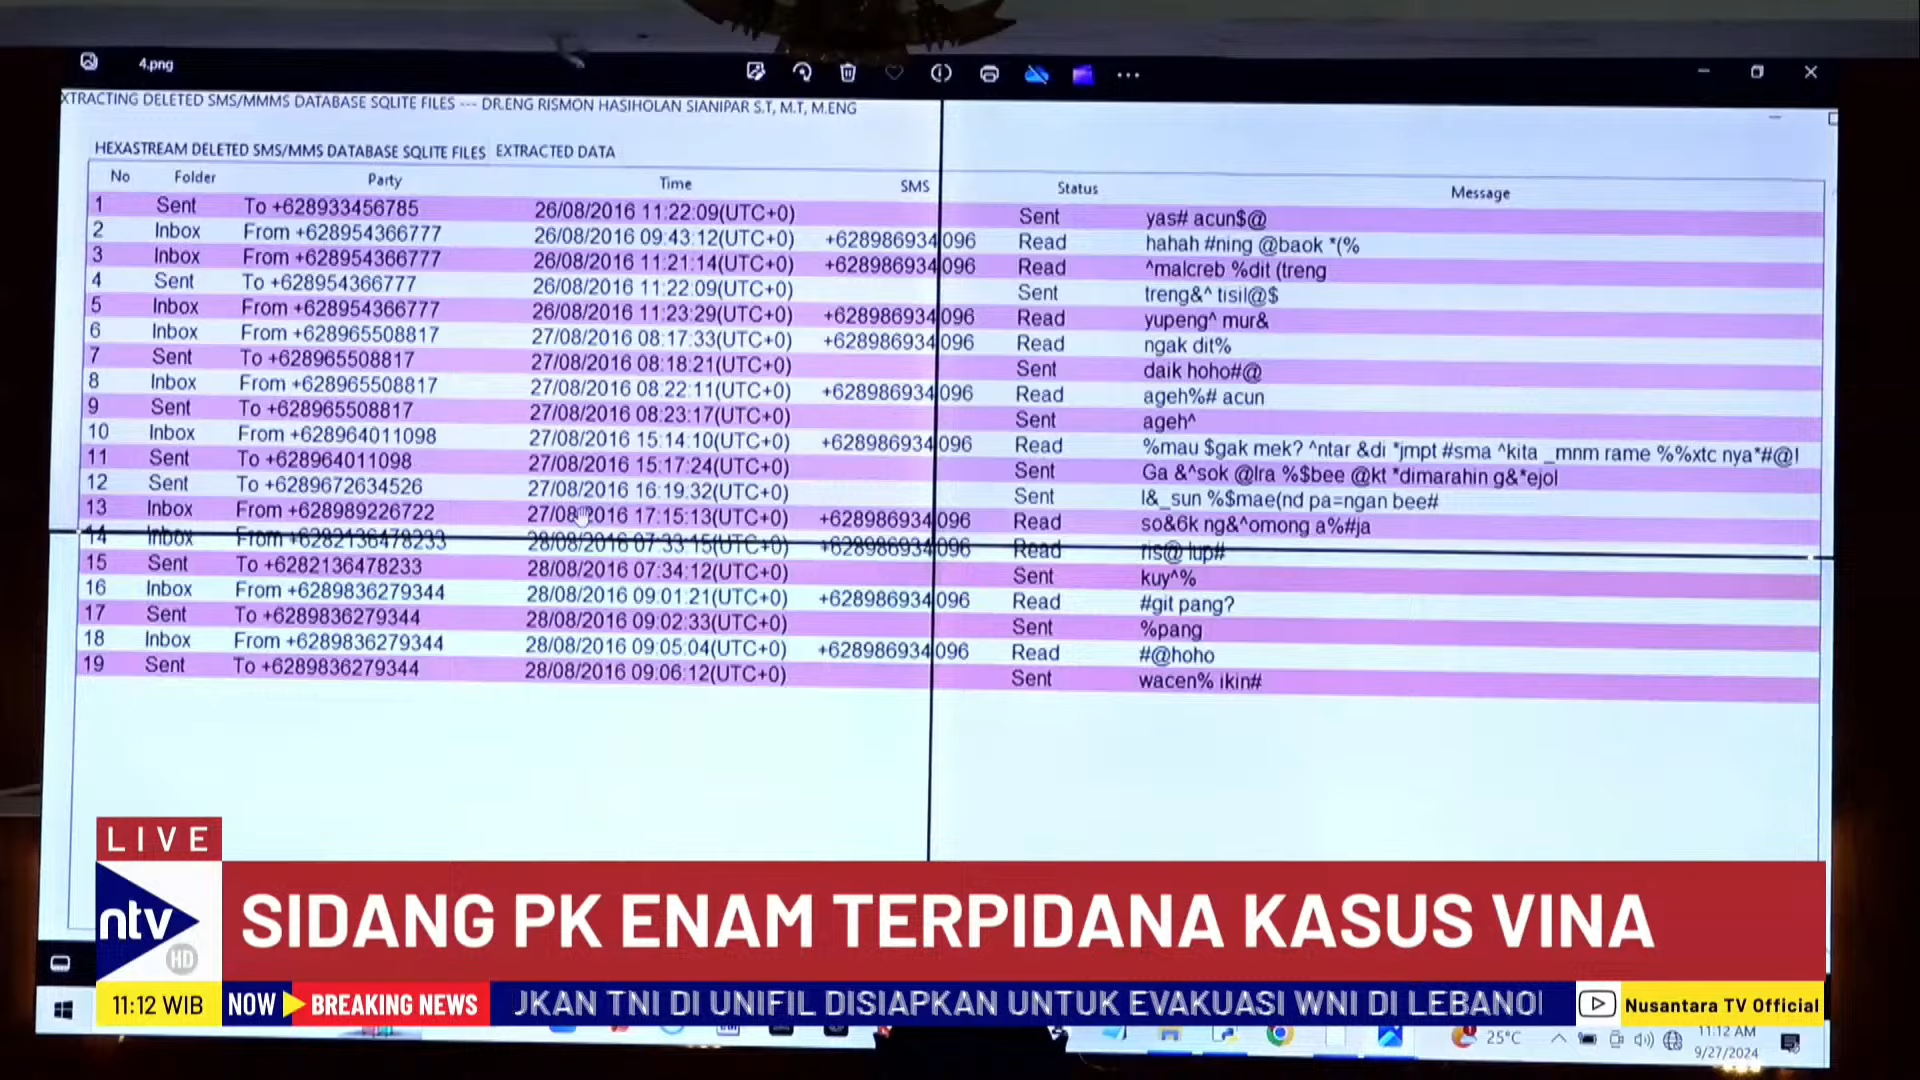 4.png
XTRACTING DELETED SMS/MMMS DATABASE SQLITE FILES --- DR.ENG RISMON HASIHOLAN SIANIPAR S.T, M.T, M.ENG
HEXASTREAM DELETED SMS/MMS DATABASE SQLITE FILES EXTRACTED DATA
No Folder Party Time SMS Status Message
1 Sent To +628933456785 26/08/2016 11:22:09(UTC+0) Sent yas# acun$@
2 Inbox From +628954366777 26/08/2016 09:43:12(UTC+0) +628986934096 Read hahah #ning @baok *(%
3 Inbox From +628954366777 26/08/2016 11:21:14(UTC+0) +628986934096 Read ^malcreb %dit (treng
4 Sent To +628954366777 26/08/2016 11:22:09(UTC+0) Sent treng&^ tisil@$
5 Inbox From +628954366777 26/08/2016 11:23:29(UTC+0) +628986934096 Read yupeng^ mur&
6 Inbox From +628965508817 27/08/2016 08:17:33(UTC+0) +628986934096 Read ngak dit%
7 Sent To +628965508817 27/08/2016 08:18:21(UTC+0) Sent daik hoho#@
8 Inbox From +628965508817 27/08/2016 08:22:11(UTC+0) +628986934096 Read ageh%# acun
9 Sent To +628965508817 27/08/2016 08:23:17(UTC+0) Sent ageh^
10 Inbox From +628964011098 27/08/2016 15:14:10(UTC+0) +628986934096 Read %mau $gak mek? ^ntar &di *jmpt #sma ^kita _mnm rame %%xtc nya*#@!
11 Sent To +628964011098 27/08/2016 15:17:24(UTC+0) Sent Ga &^sok @lra %$bee @kt *dimarahin g&*ejol
12 Sent To +6289672634526 27/08/2016 16:19:32(UTC+0) Sent l&_sun %$mae(nd pa=ngan bee#
13 Inbox From +628989226722 27/08/2016 17:15:13(UTC+0) +628986934096 Read so&6k ng&^omong a%#ja
14 Inbox From +6282136478233 28/08/2016 07:33:15(UTC+0) +628986934096 Read ris@ lup#
15 Sent To +6282136478233 28/08/2016 07:34:12(UTC+0) Sent kuy^%
16 Inbox From +6289836279344 28/08/2016 09:01:21(UTC+0) +628986934096 Read #git pang?
17 Sent To +6289836279344 28/08/2016 09:02:33(UTC+0) Sent %pang
18 Inbox From +6289836279344 28/08/2016 09:05:04(UTC+0) +628986934096 Read #@hoho
19 Sent To +6289836279344 28/08/2016 09:06:12(UTC+0) Sent wacen% ikin#
LIVE
ntv HD
SIDANG PK ENAM TERPIDANA KASUS VINA
11:12 WIB NOW BREAKING NEWS JKAN TNI DI UNIFIL DISIAPKAN UNTUK EVAKUASI WNI DI LEBANO
Nusantara TV Official
25°C
11:12 AM
9/27/2024